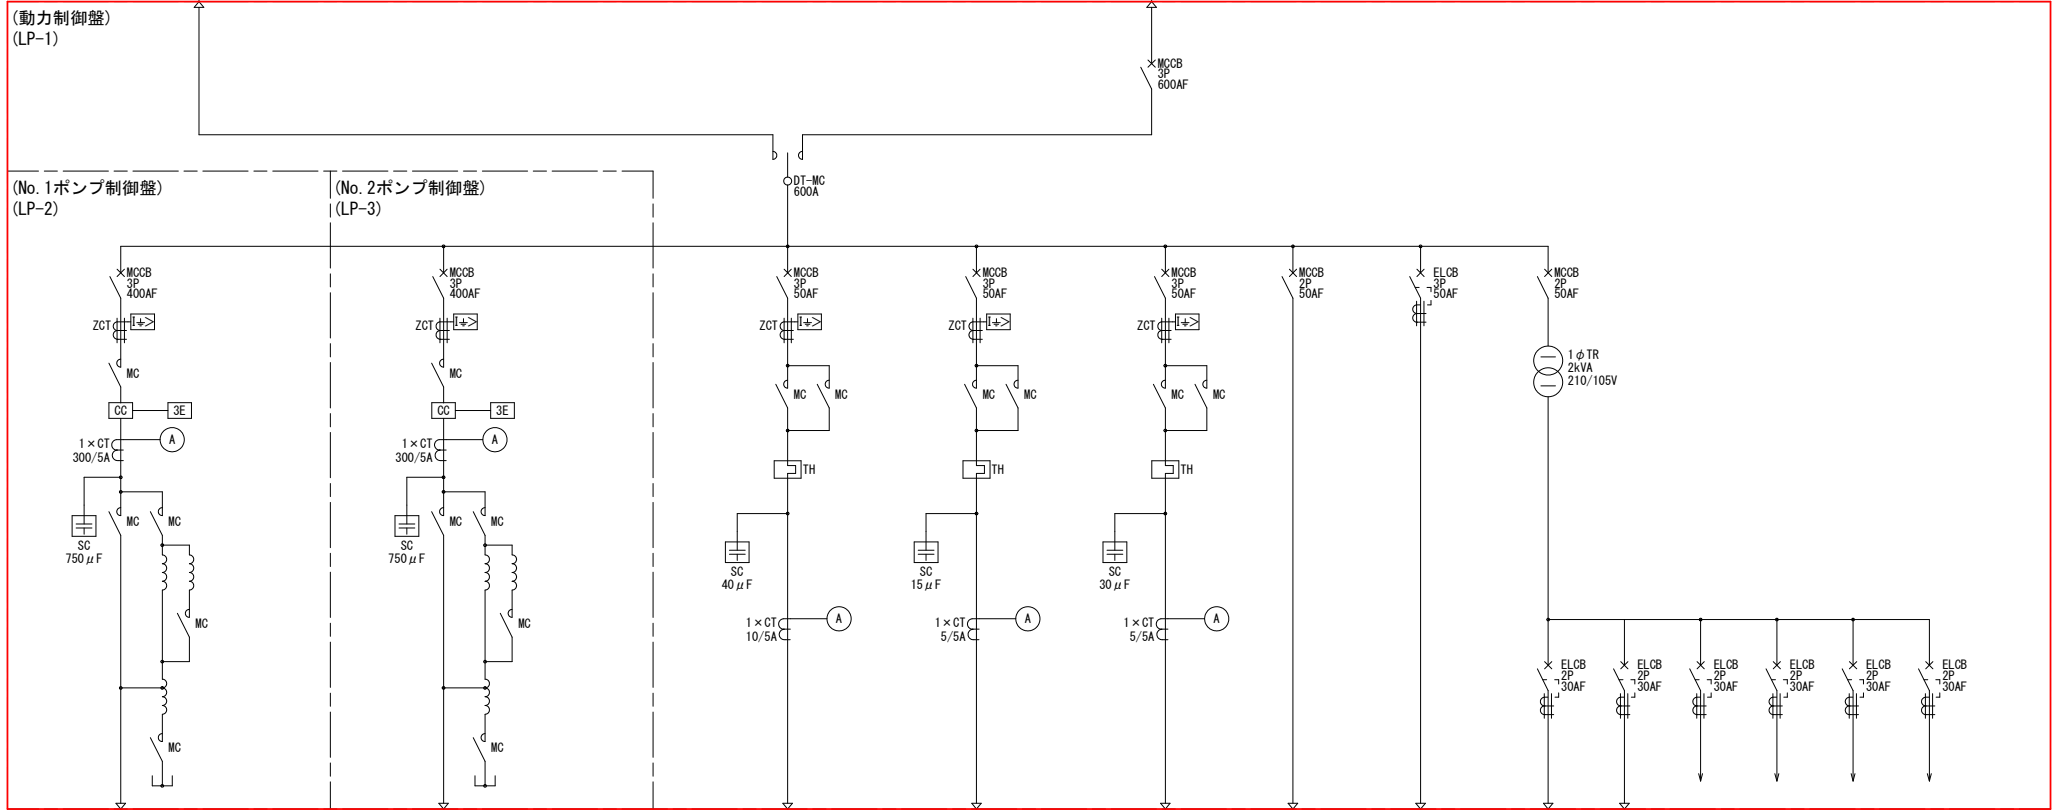 (動力制御盤)
(LP-1)
MCCB
3P
600AF
(No.1ポンプ制御盤)
(LP-2)
(No.2ポンプ制御盤)
(LP-3)
DT-MC
600A
MCCB
3P
400AF
MCCB
3P
400AF
MCCB
3P
50AF
MCCB
3P
50AF
MCCB
3P
50AF
MCCB
2P
50AF
ELCB
3P
50AF
MCCB
2P
50AF
ZCT
I⏚>
ZCT
I⏚>
ZCT
I⏚>
ZCT
I⏚>
ZCT
I⏚>
MC
MC
1φTR
2kVA
210/105V
MC
MC
MC
MC
MC
MC
CC
3E
CC
3E
1×CT
300/5A
A
1×CT
300/5A
A
TH
TH
TH
MC
MC
MC
MC
SC
750μF
SC
750μF
SC
40μF
SC
15μF
SC
30μF
MC
MC
1×CT
10/5A
A
1×CT
5/5A
A
1×CT
5/5A
A
ELCB
2P
30AF
ELCB
2P
30AF
ELCB
2P
30AF
ELCB
2P
30AF
ELCB
2P
30AF
ELCB
2P
30AF
MC
MC